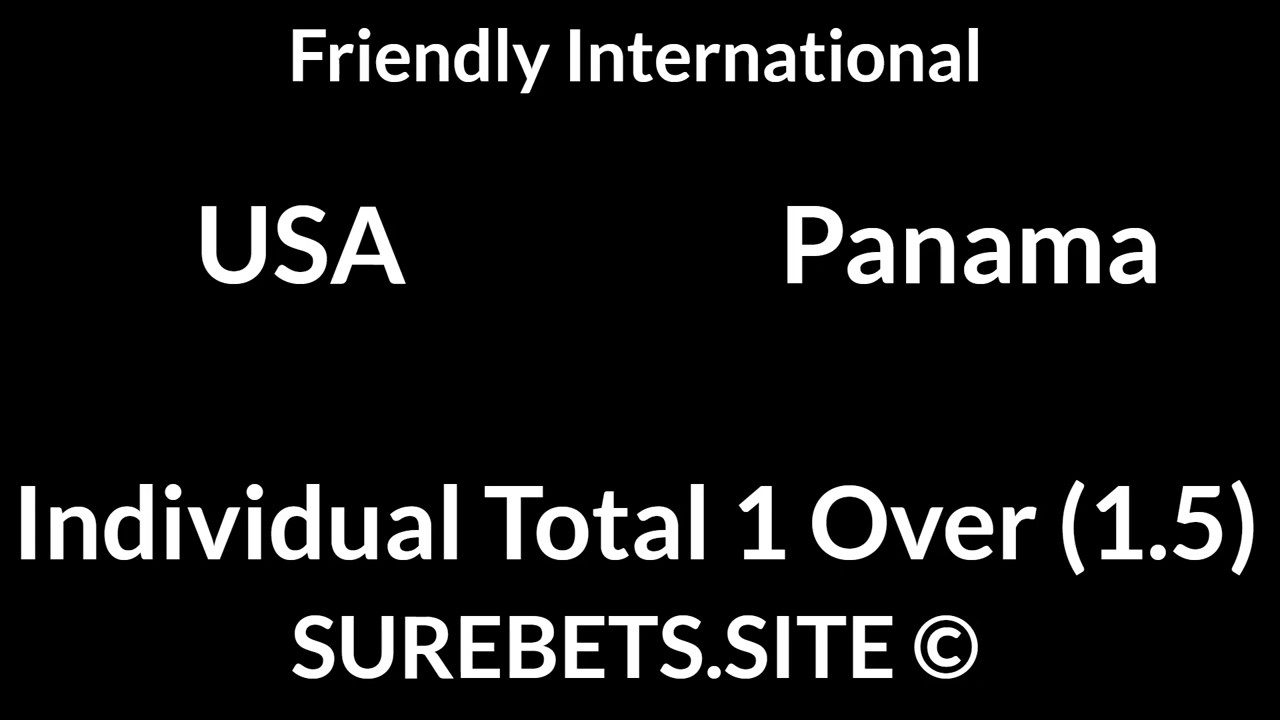 Friendly International
USA Panama
Individual Total 1 Over (1.5)
SUREBETS.SITE ©